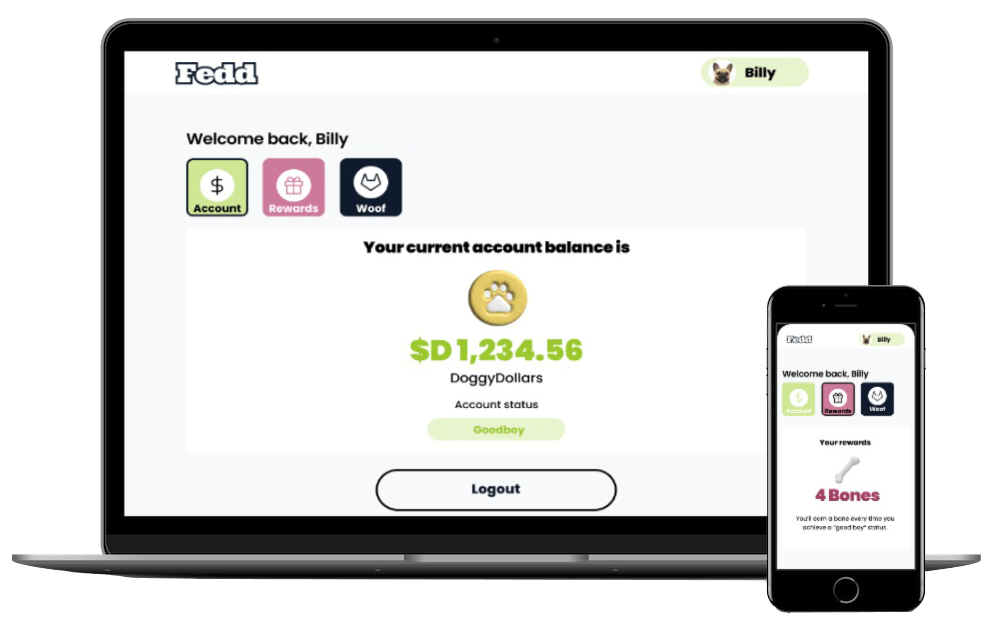 Fedd
Billy
Welcome back, Billy
$
Account
Rewards
Woof
Your current account balance is
$D 1,234.56
DoggyDollars
Account status
Goodboy
Logout
Fedd
Billy
Welcome back, Billy
$
Account
Rewards
Woof
Your rewards
4 Bones
You'll earn a bone every time you
achieve a "good boy" status.